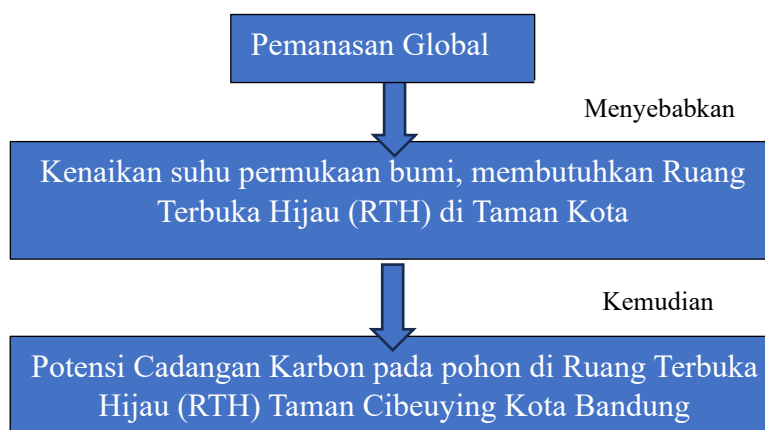 Pemanasan Global
Menyebabkan
Kenaikan suhu permukaan bumi, membutuhkan Ruang
Terbuka Hijau (RTH) di Taman Kota
Kemudian
Potensi Cadangan Karbon pada pohon di Ruang Terbuka
Hijau (RTH) Taman Cibeuying Kota Bandung